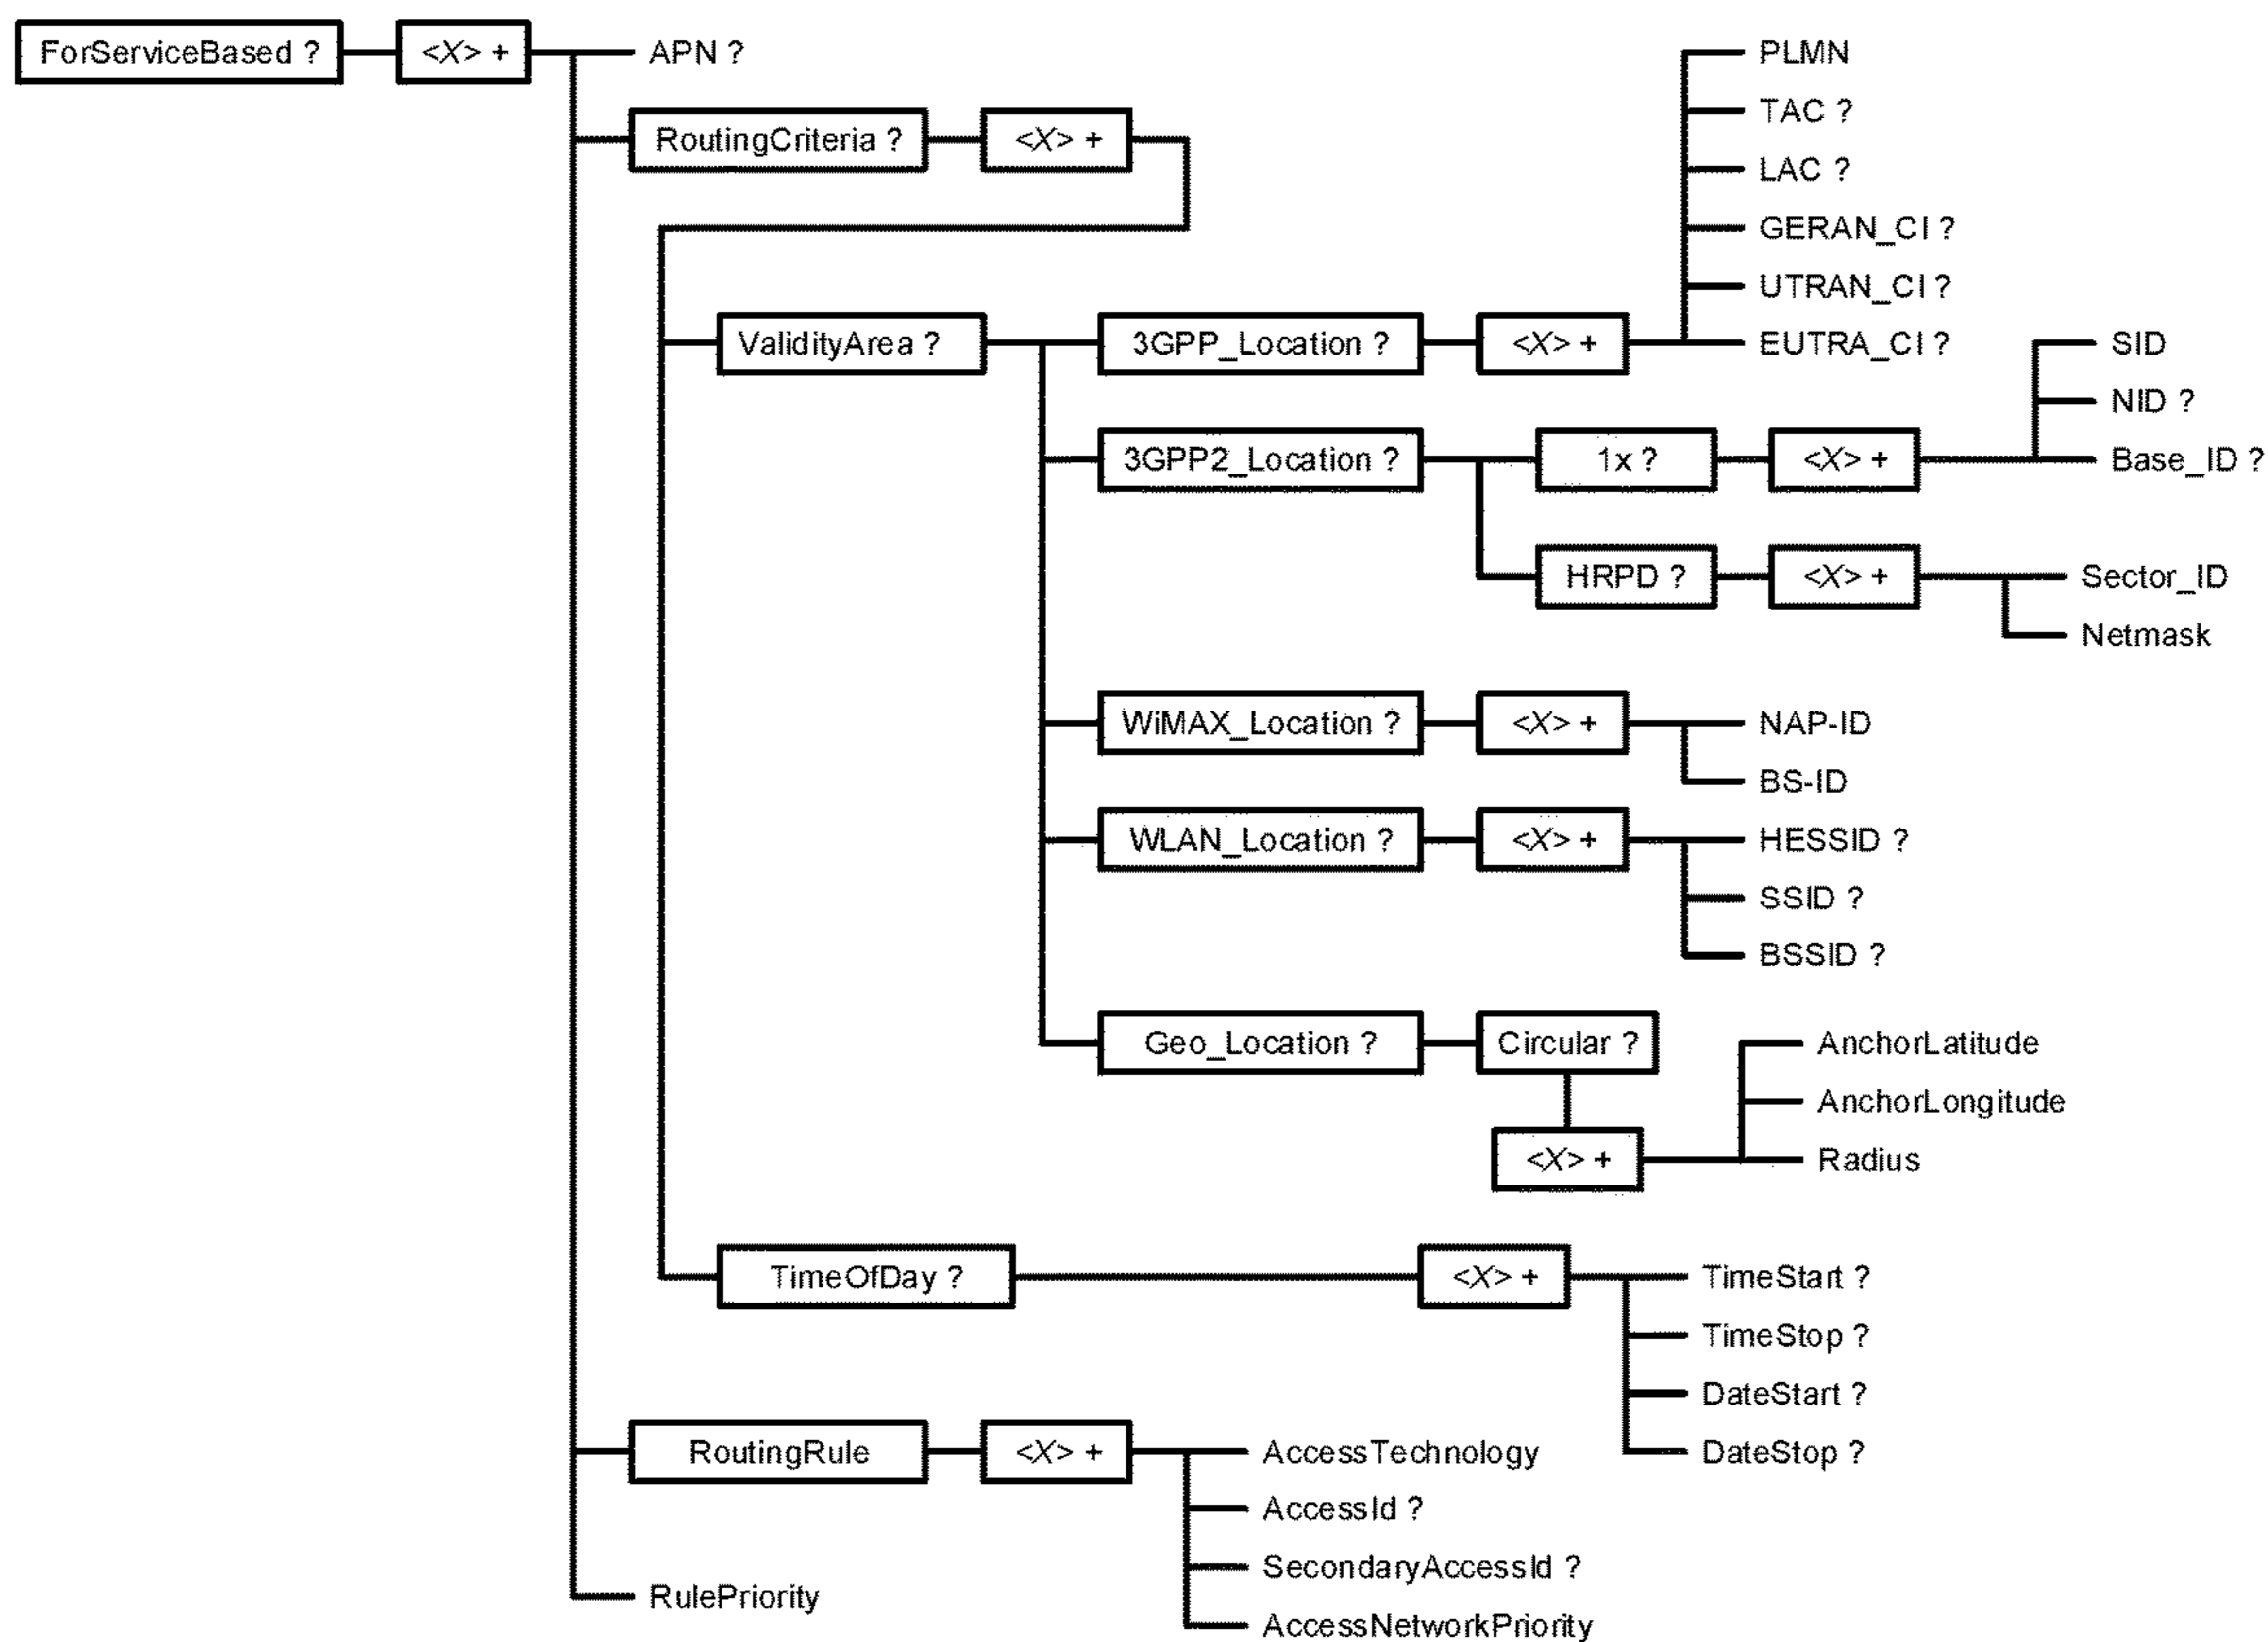 ForServiceBased ? <X> + APN ? PLMN
TAC ?
RoutingCriteria ? <X> +
LAC ?
GERAN_CI ?
UTRAN_CI ?
ValidityArea ? 3GPP_Location ? <X> + EUTRA_CI ? SID
NID ?
3GPP2_Location ? 1x ? <X> + Base_ID ?
HRPD ? <X> + Sector_ID
Netmask
WiMAX_Location ? <X> + NAP-ID
BS-ID
WLAN_Location ? <X> + HESSID ?
SSID ?
BSSID ?
Geo_Location ? Circular ? AnchorLatitude
AnchorLongitude
<X> + Radius
TimeOfDay ? <X> + TimeStart ?
TimeStop ?
DateStart ?
RoutingRule <X> + AccessTechnology DateStop ?
AccessId ?
SecondaryAccessId ?
RulePriority
AccessNetworkPriority